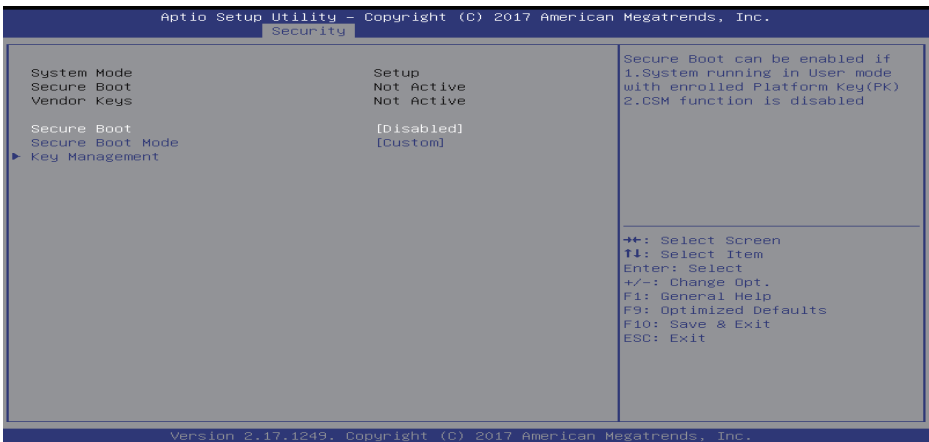 Aptio Setup Utility – Copyright (C) 2017 American Megatrends, Inc.
Security
System Mode Setup
Secure Boot Not Active
Vendor Keys Not Active
Secure Boot [Disabled]
Secure Boot Mode [Custom]
► Key Management
Secure Boot can be enabled if
1.System running in User mode
with enrolled Platform Key(PK)
2.CSM function is disabled
→←: Select Screen
↑↓: Select Item
Enter: Select
+/-: Change Opt.
F1: General Help
F9: Optimized Defaults
F10: Save & Exit
ESC: Exit
Version 2.17.1249. Copyright (C) 2017 American Megatrends, Inc.